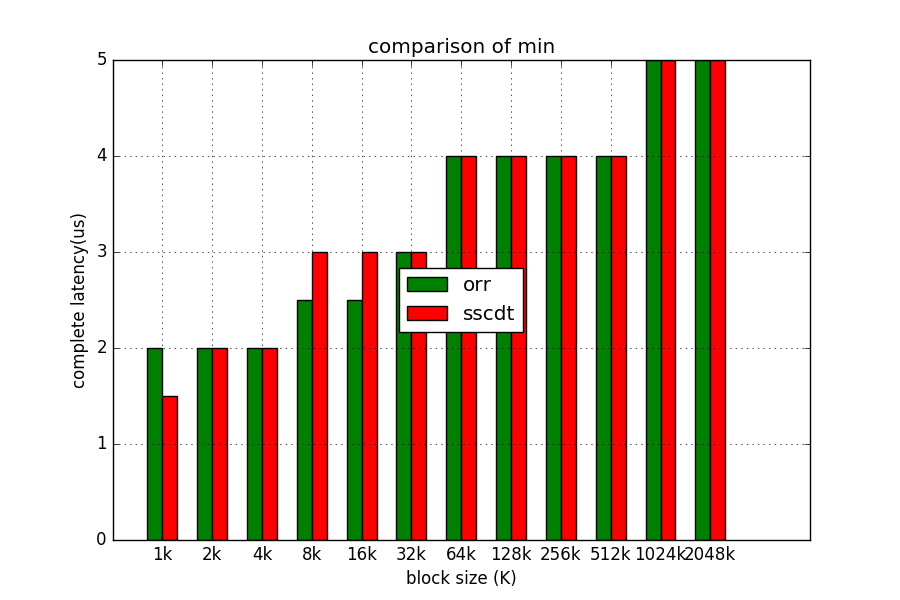 comparison of min
complete latency(us)
5
4
3
2
1
0
orr
sscdt
1k 2k 4k 8k 16k 32k 64k 128k 256k 512k 1024k 2048k
block size (K)